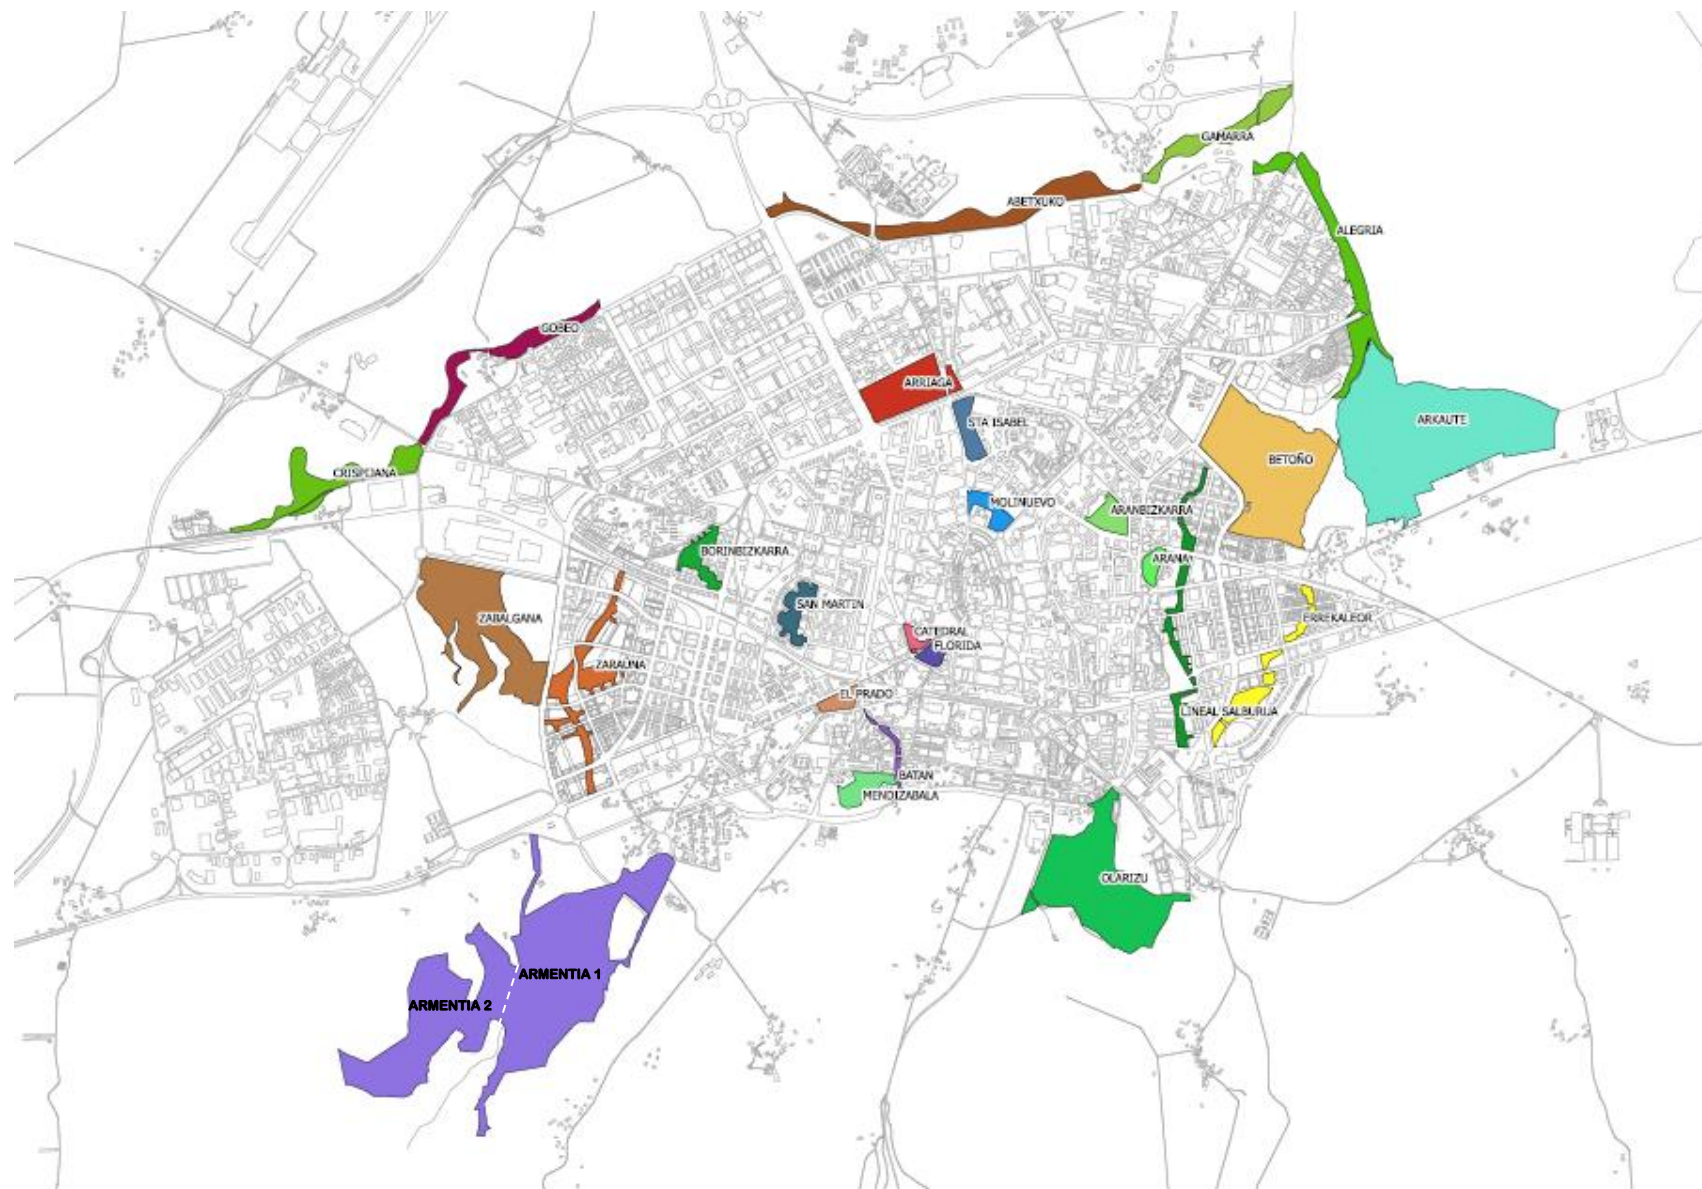 GAMARRA
ABETXUKO
ALEGRIA
GOBEO
ARRIAGA
STA ISABEL
ARKAUTE
BETOÑO
CRISPIJANA
MOLINUEVO
ARANBIZKARRA
BORINBIZKARRA
ARANA
SAN MARTIN
ZABALGANA
ERREKALEOR
CATEDRAL
FLORIDA
ZARAUNA
EL PRADO
LINEAL SALBURUA
BATAN
MENDIZABALA
OLARIZU
ARMENTIA 1
ARMENTIA 2